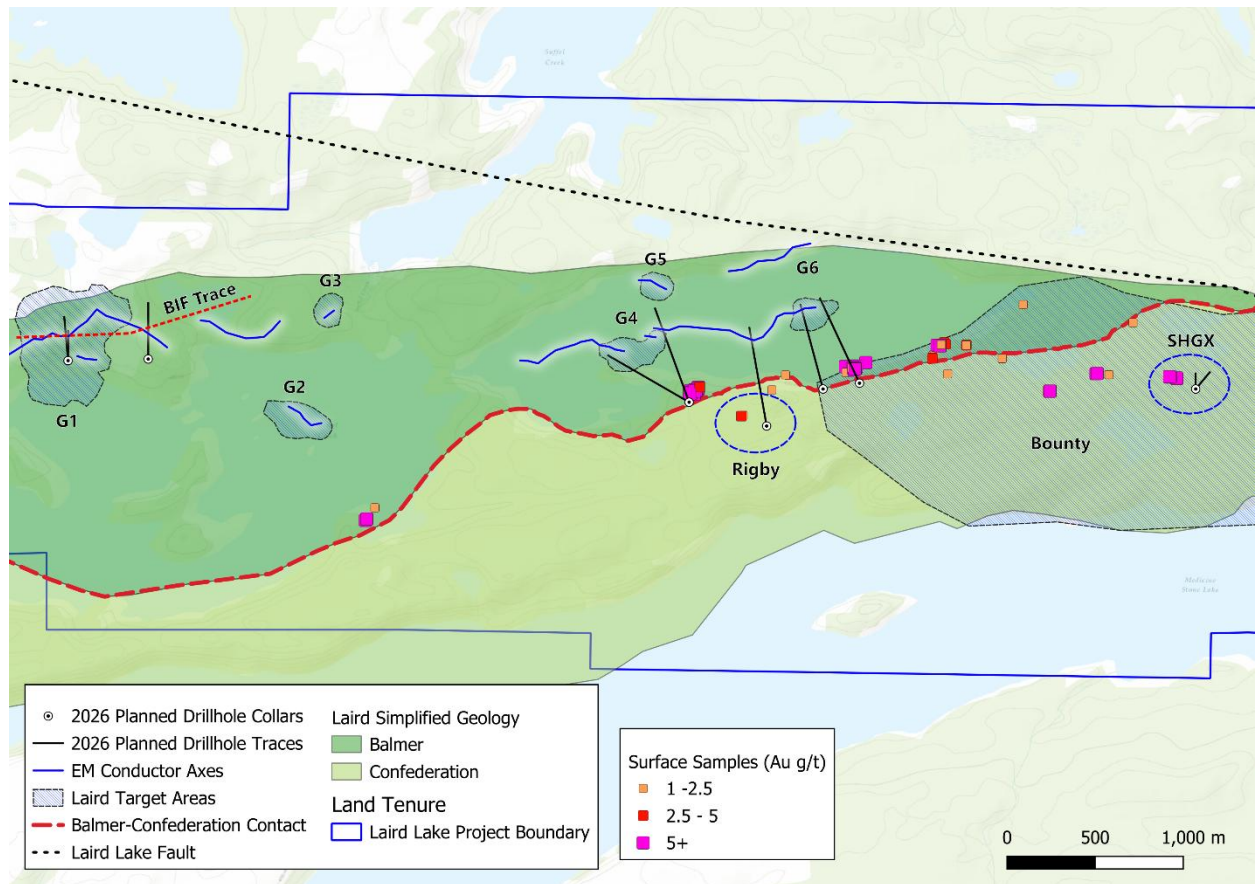 Suffel
Creek
G3
G5
G6
BIF Trace
G4
SHGX
G2
G1
Bounty
Rigby
Medicine
Stone Lake
2026 Planned Drillhole Collars
2026 Planned Drillhole Traces
EM Conductor Axes
Laird Target Areas
Balmer-Confederation Contact
Laird Lake Fault
Laird Simplified Geology
Balmer
Confederation
Land Tenure
Laird Lake Project Boundary
Surface Samples (Au g/t)
1 -2.5
2.5 - 5
5+
0 500 1,000 m